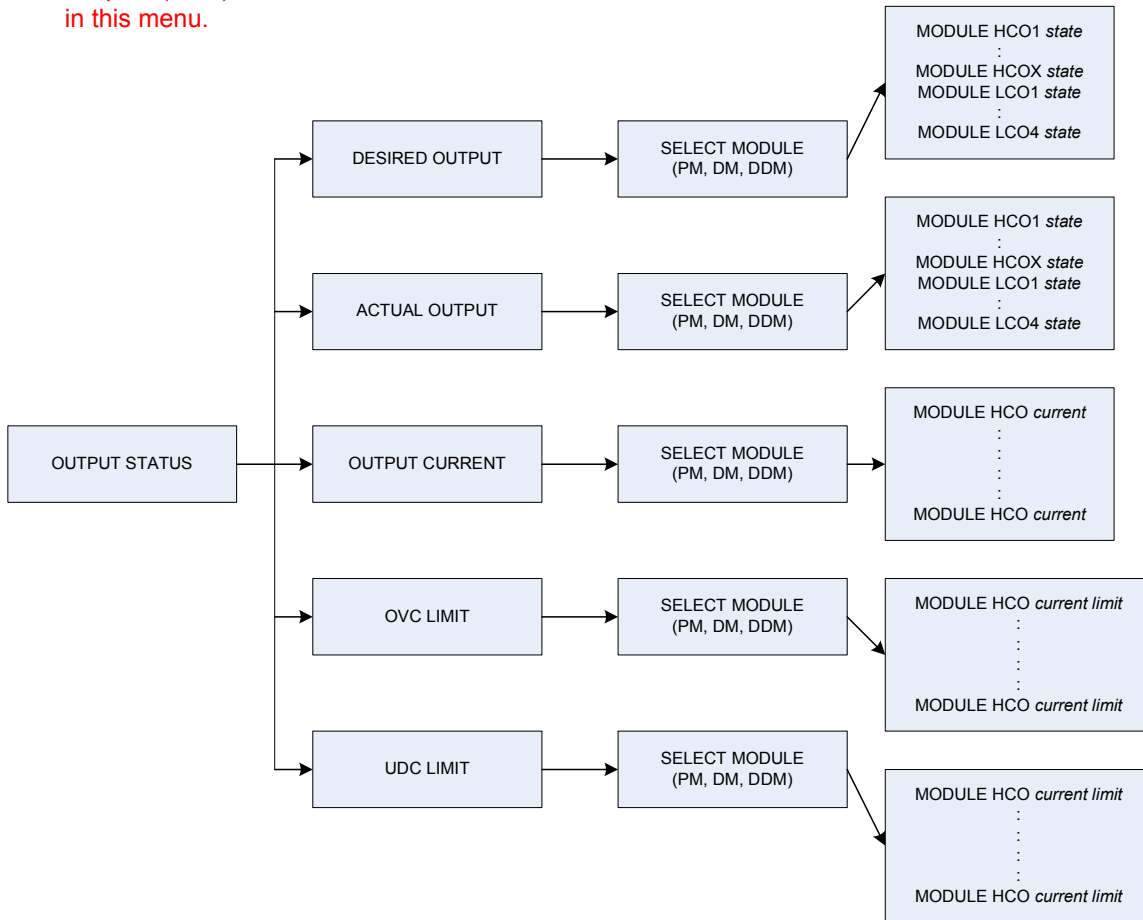 in this menu.
MODULE HCO1 state
:
MODULE HCOX state
MODULE LCO1 state
:
MODULE LCO4 state
DESIRED OUTPUT
SELECT MODULE
(PM, DM, DDM)
MODULE HCO1 state
:
MODULE HCOX state
MODULE LCO1 state
:
MODULE LCO4 state
ACTUAL OUTPUT
SELECT MODULE
(PM, DM, DDM)
OUTPUT STATUS
OUTPUT CURRENT
SELECT MODULE
(PM, DM, DDM)
MODULE HCO current
:
:
:
:
MODULE HCO current
OVC LIMIT
SELECT MODULE
(PM, DM, DDM)
MODULE HCO current limit
:
:
:
:
MODULE HCO current limit
UDC LIMIT
SELECT MODULE
(PM, DM, DDM)
MODULE HCO current limit
:
:
:
:
MODULE HCO current limit